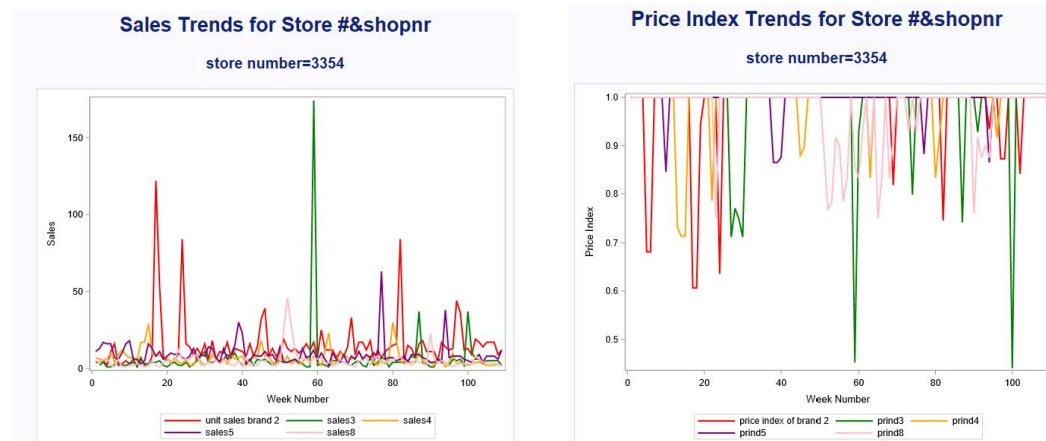 Sales Trends for Store #&shopnr
store number=3354
Sales
150
100
50
0
0 20 40 60 80 100
Week Number
unit sales brand 2 sales3 sales4
sales5 sales8
Price Index Trends for Store #&shopnr
store number=3354
Price Index
1.0
0.9
0.8
0.7
0.6
0.5
0 20 40 60 80 100
Week Number
price index of brand 2 prind3 prind4
prind5 prind8